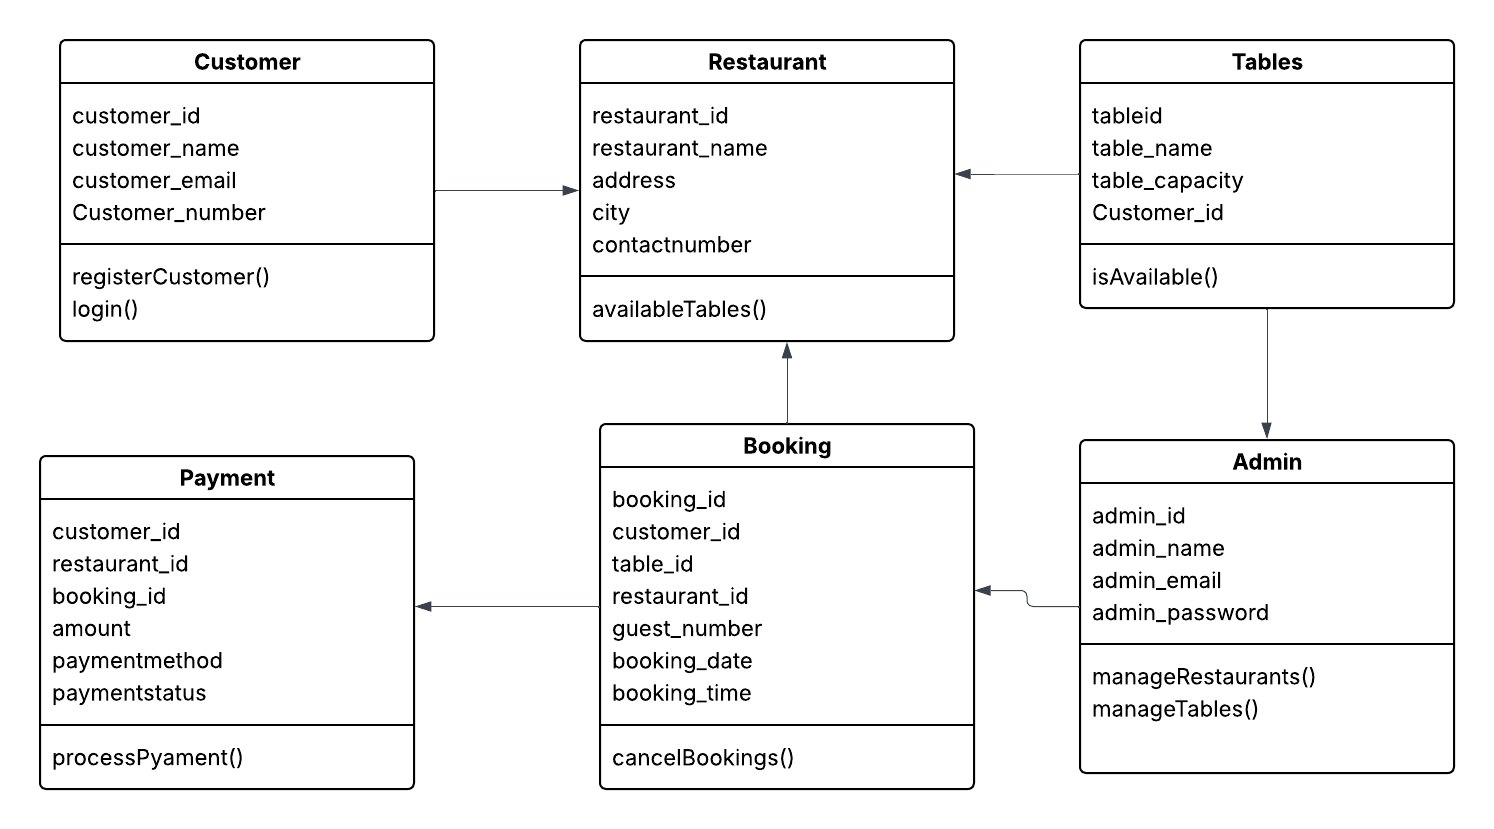 Customer
customer_id
customer_name
customer_email
Customer_number
registerCustomer()
login()
Restaurant
restaurant_id
restaurant_name
address
city
contactnumber
availableTables()
Tables
tableid
table_name
table_capacity
Customer_id
isAvailable()
Payment
customer_id
restaurant_id
booking_id
amount
paymentmethod
paymentstatus
processPyament()
Booking
booking_id
customer_id
table_id
restaurant_id
guest_number
booking_date
booking_time
cancelBookings()
Admin
admin_id
admin_name
admin_email
admin_password
manageRestaurants()
manageTables()